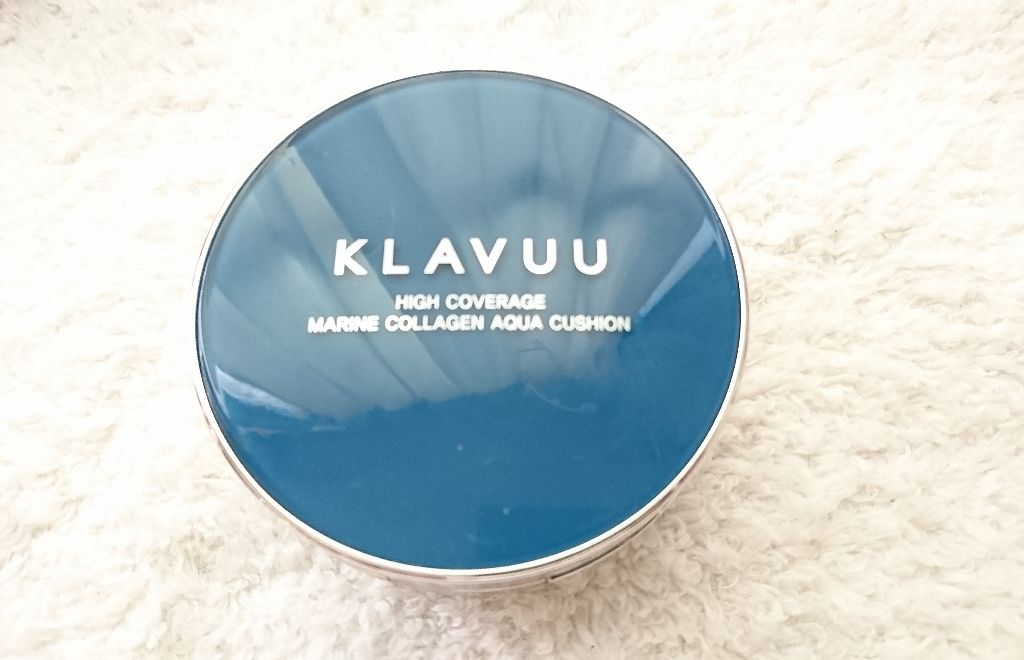 KLAVUU
HIGH COVERAGE
MARINE COLLAGEN AQUA CUSHION